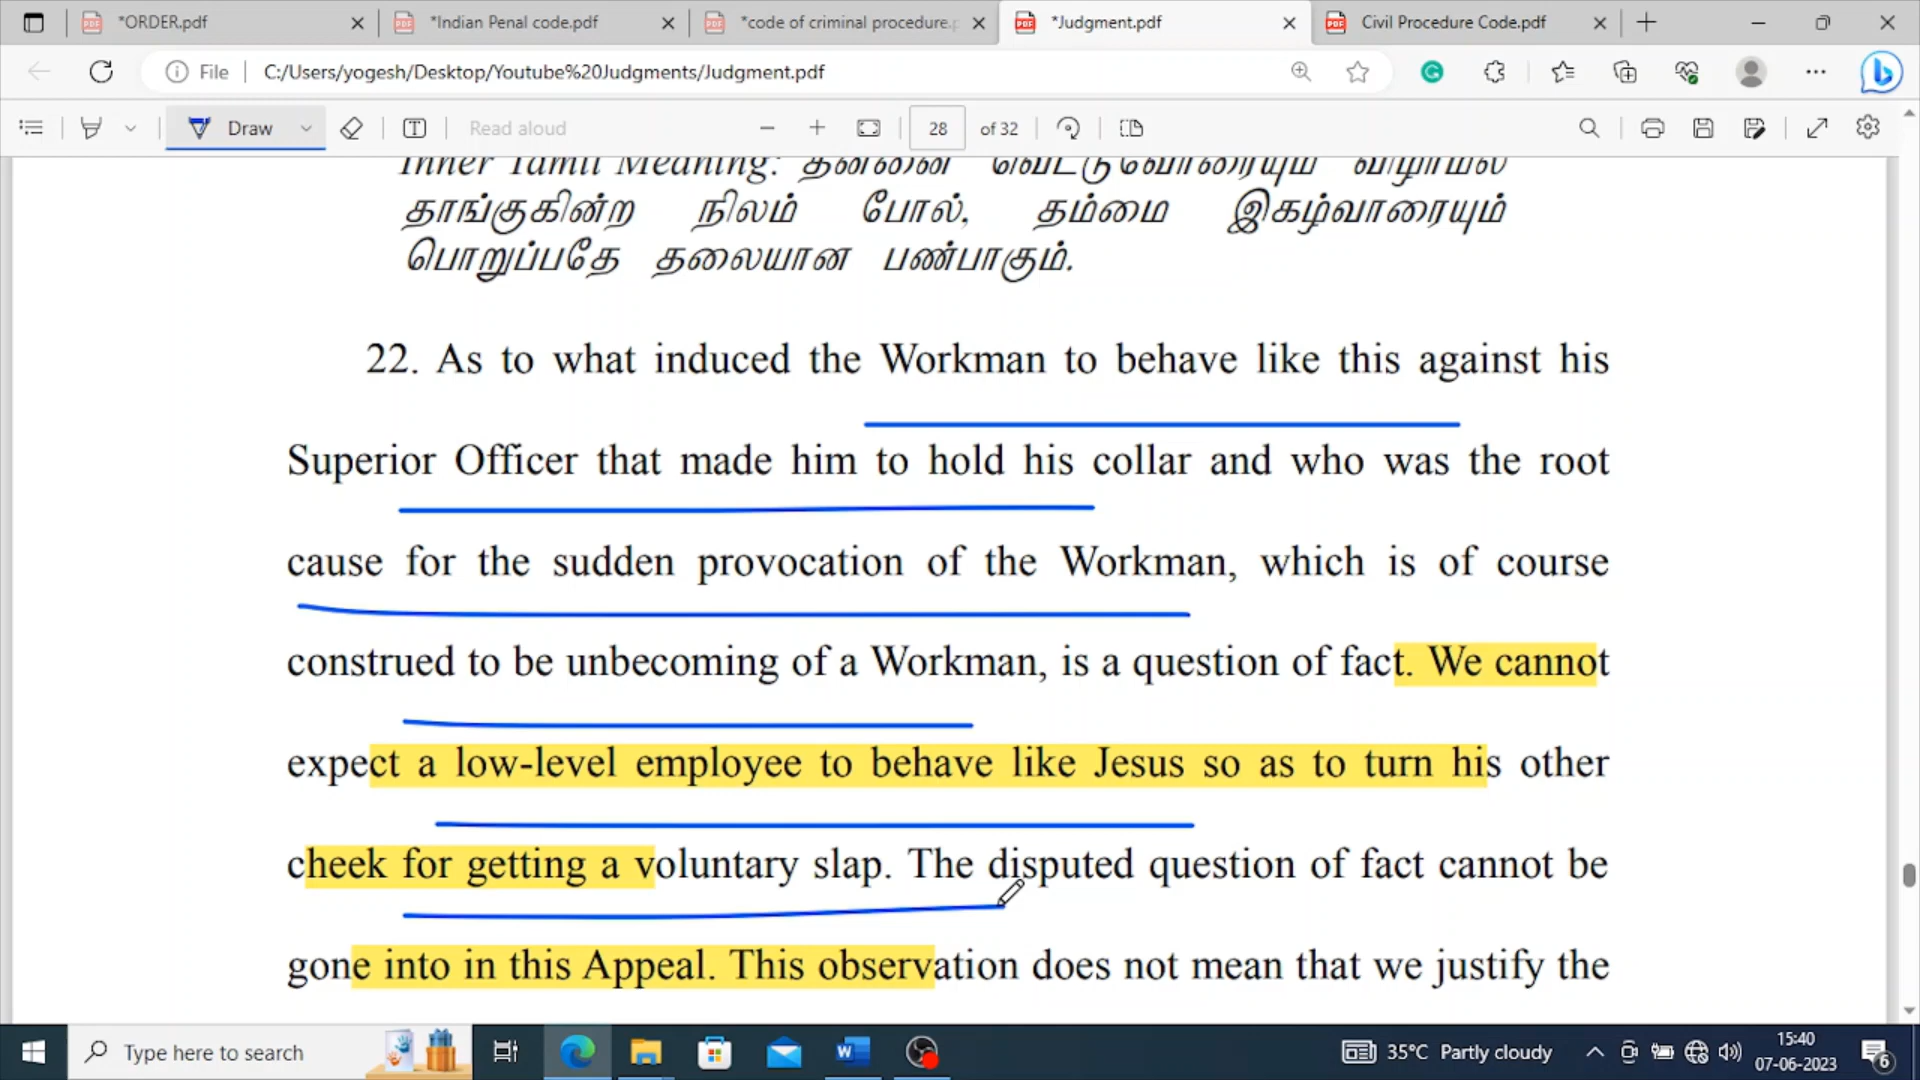 *ORDER.pdf
*Indian Penal code.pdf
*code of criminal procedure.p
*Judgment.pdf
Civil Procedure Code.pdf
File
C:/Users/yogesh/Desktop/Youtube%20Judgments/Judgment.pdf
Draw
Read aloud
28
of 32
Inner Tamil Meaning: தன்னை வெட்டுவோரையும் விழாமல்
தாங்குகின்ற நிலம் போல், தம்மை இகழ்வாரையும்
பொறுப்பதே தலையான பண்பாகும்.
22. As to what induced the Workman to behave like this against his
Superior Officer that made him to hold his collar and who was the root
cause for the sudden provocation of the Workman, which is of course
construed to be unbecoming of a Workman, is a question of fact. We cannot
expect a low-level employee to behave like Jesus so as to turn his other
cheek for getting a voluntary slap. The disputed question of fact cannot be
gone into in this Appeal. This observation does not mean that we justify the
Type here to search
35°C Partly cloudy
15:40
07-06-2023
6